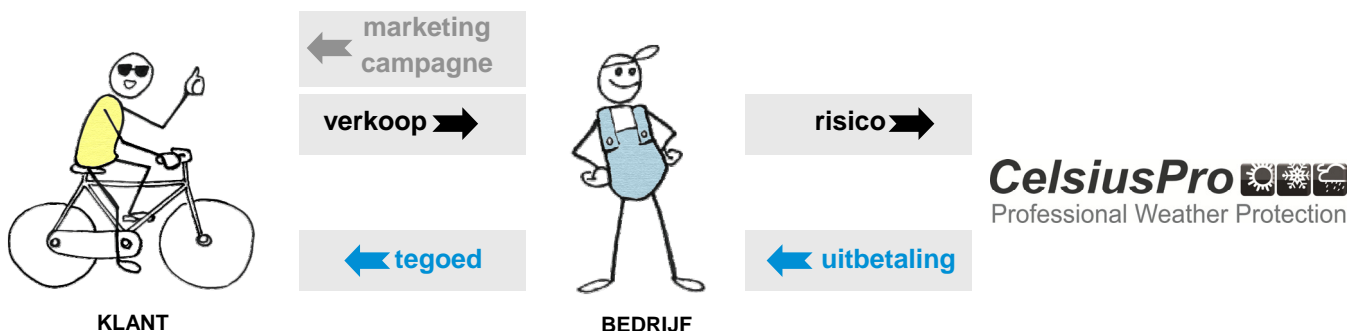 marketing
campagne
verkoop
risico
CelsiusPro
Professional Weather Protection
tegoed
uitbetaling
KLANT
BEDRIJF